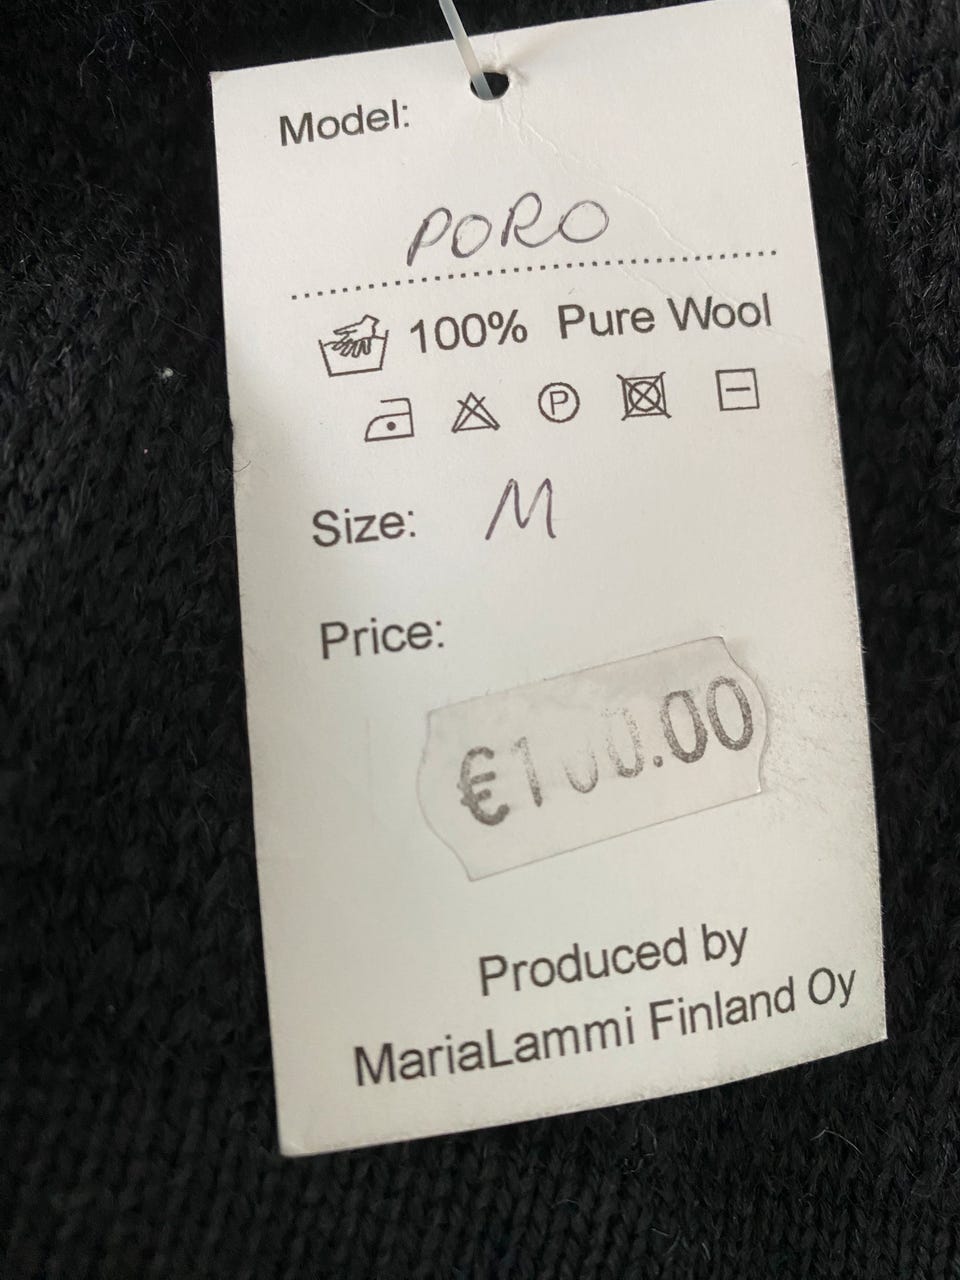 Model:
PORO
100% Pure Wool
P
Size: M
Price:
Produced by
MariaLammi Finland Oy